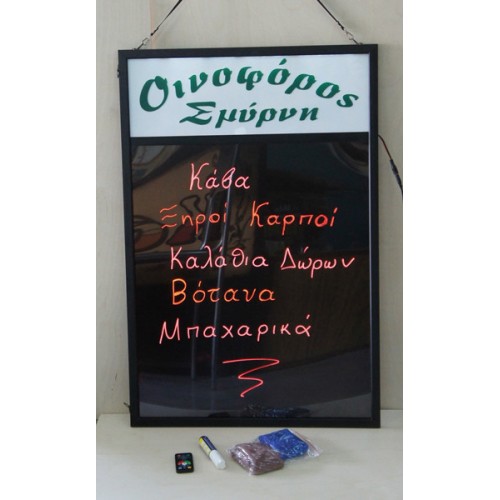 Οινοφόρος
Σμύρνη
Κάβα
Ξηροί Καρποί
Καλάθια Δώρων
Βότανα
Μπαχαρικά